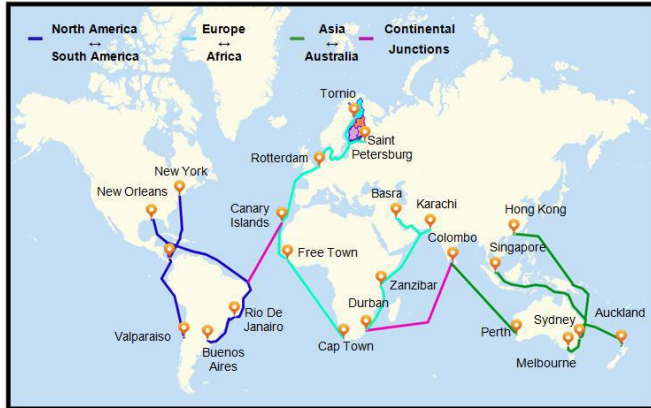 North America
↔
South America
Europe
↔
Africa
Asia
↔
Australia
Continental
Junctions
Tornio
Saint
Petersburg
Rotterdam
New York
New Orleans
Basra
Karachi
Hong Kong
Canary
Islands
Colombo
Singapore
Free Town
Zanzibar
Rio De
Janairo
Durban
Auckland
Valparaiso
Perth
Sydney
Buenos
Aires
Cap Town
Melbourne